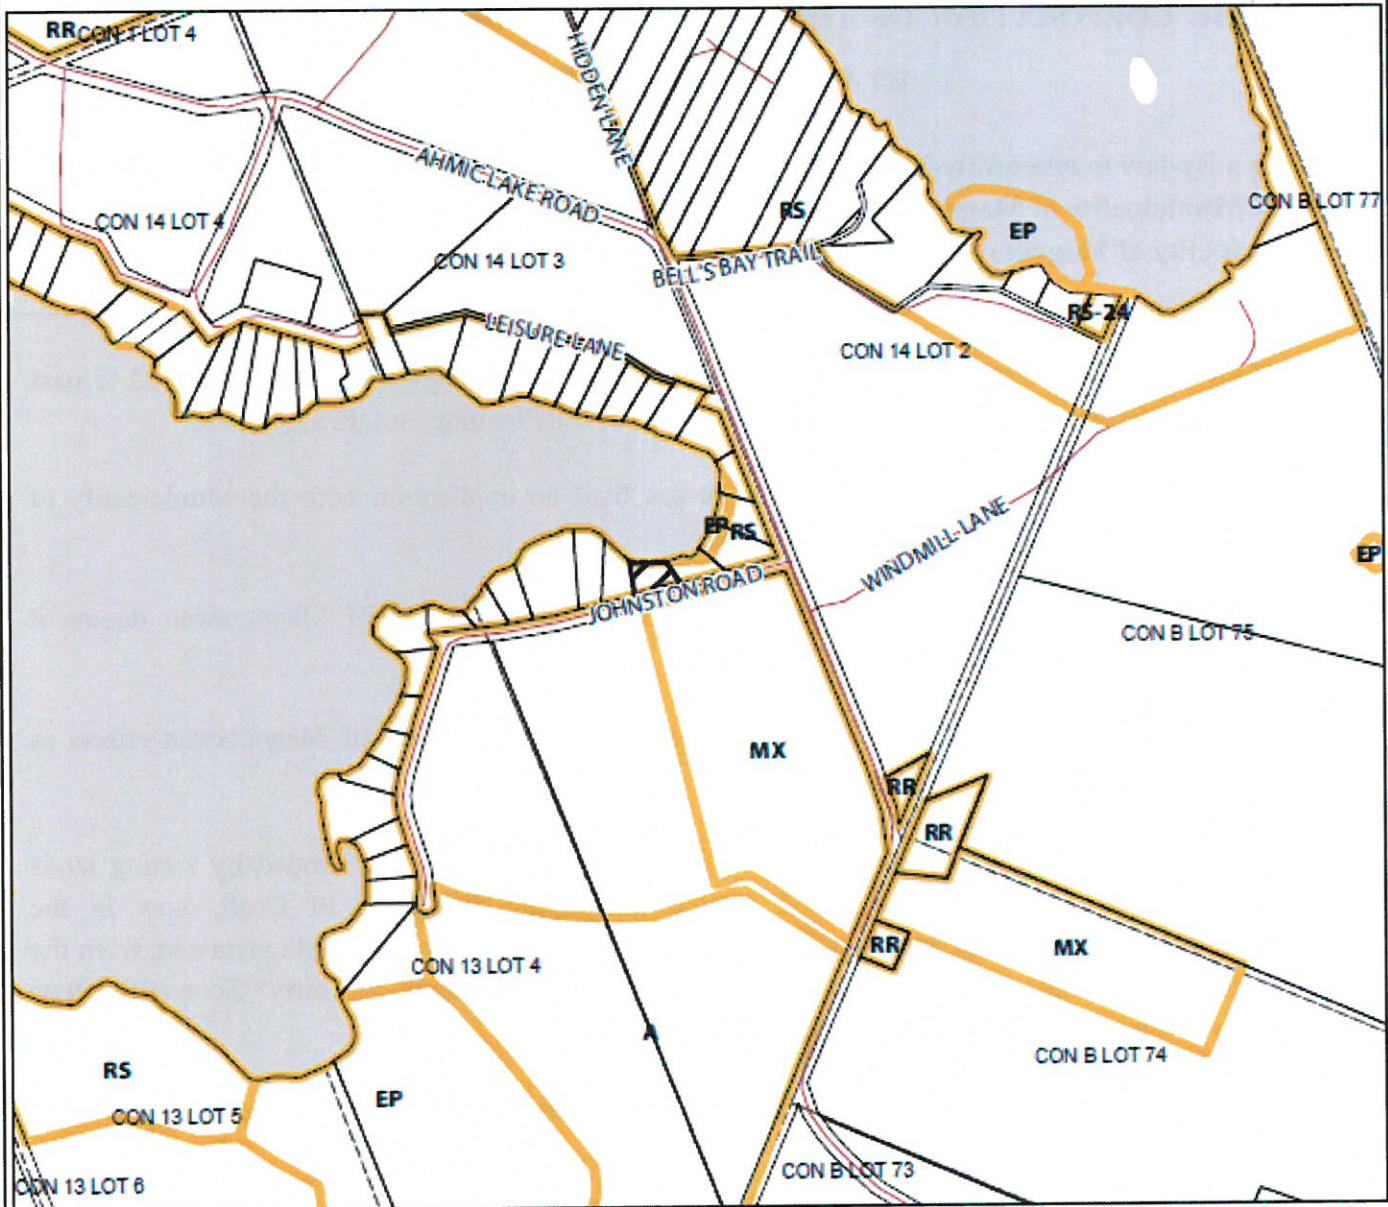 RR
CON 1 LOT 4
HIDDEN LANE
AHMIC LAKE ROAD
CON B LOT 77
RS
CON 14 LOT 4
EP
CON 14 LOT 3
BELL'S BAY TRAIL
RS-24
LEISURE LANE
CON 14 LOT 2
EP
RS
WINDMILL LANE
EP
JOHNSTON ROAD
CON B LOT 75
MX
RR
RR
RR
MX
CON 13 LOT 4
A
CON B LOT 74
RS
EP
CON 13 LOT 5
CON B LOT 73
CON 13 LOT 6